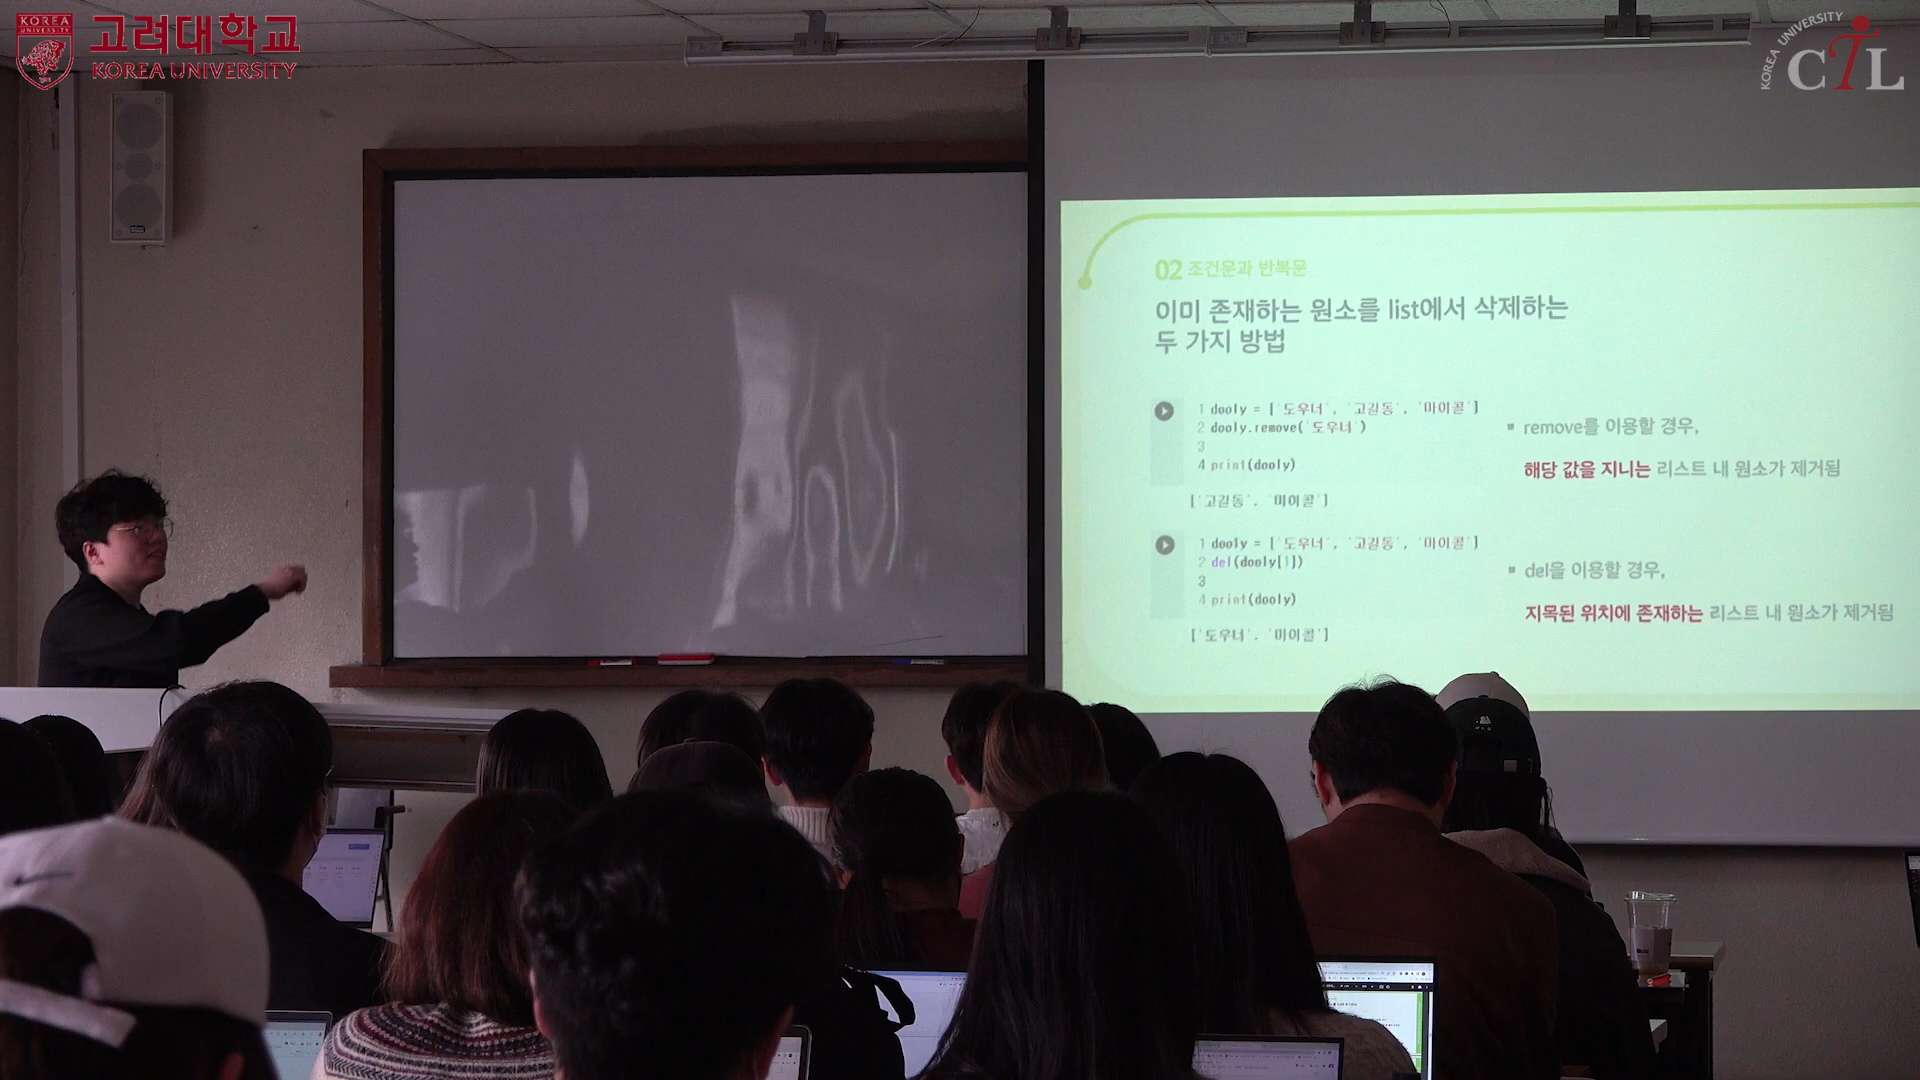 KOREA
UNIVERSITY
고려대학교
KOREA UNIVERSITY
KOREA UNIVERSITY
CTL
02 조건문과 반복문
이미 존재하는 원소를 list에서 삭제하는
두 가지 방법
1 dooly = ['도우너', '고길동', '마이콜']
2 dooly.remove('도우너')
3
4 print(dooly)
['고길동', '마이콜']
▪ remove를 이용할 경우,
해당 값을 지니는 리스트 내 원소가 제거됨
1 dooly = ['도우너', '고길동', '마이콜']
2 del(dooly[1])
3
4 print(dooly)
['도우너', '마이콜']
▪ del을 이용할 경우,
지목된 위치에 존재하는 리스트 내 원소가 제거됨